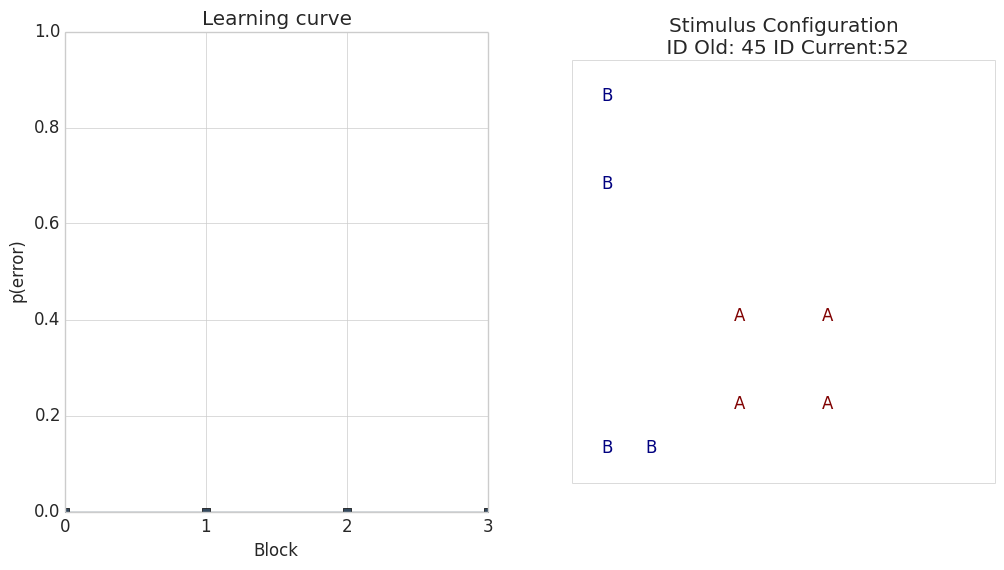 Learning curve
1.0
0.8
0.6
0.4
0.2
0.0
p(error)
0 1 2 3
Block
Stimulus Configuration
ID Old: 45 ID Current:52
B
B
A A
A A
B B